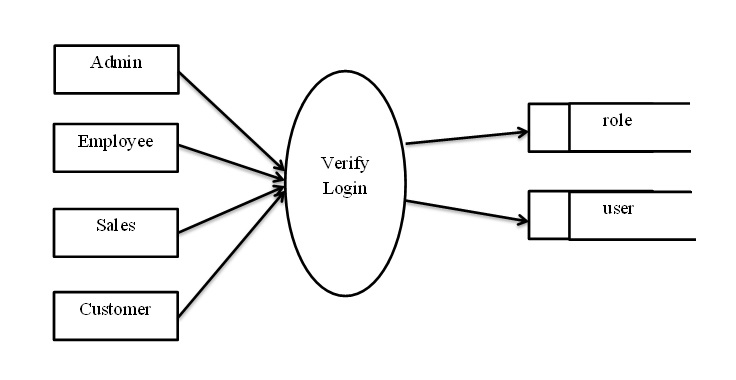 Admin
Employee
Sales
Customer
Verify
Login
role
user